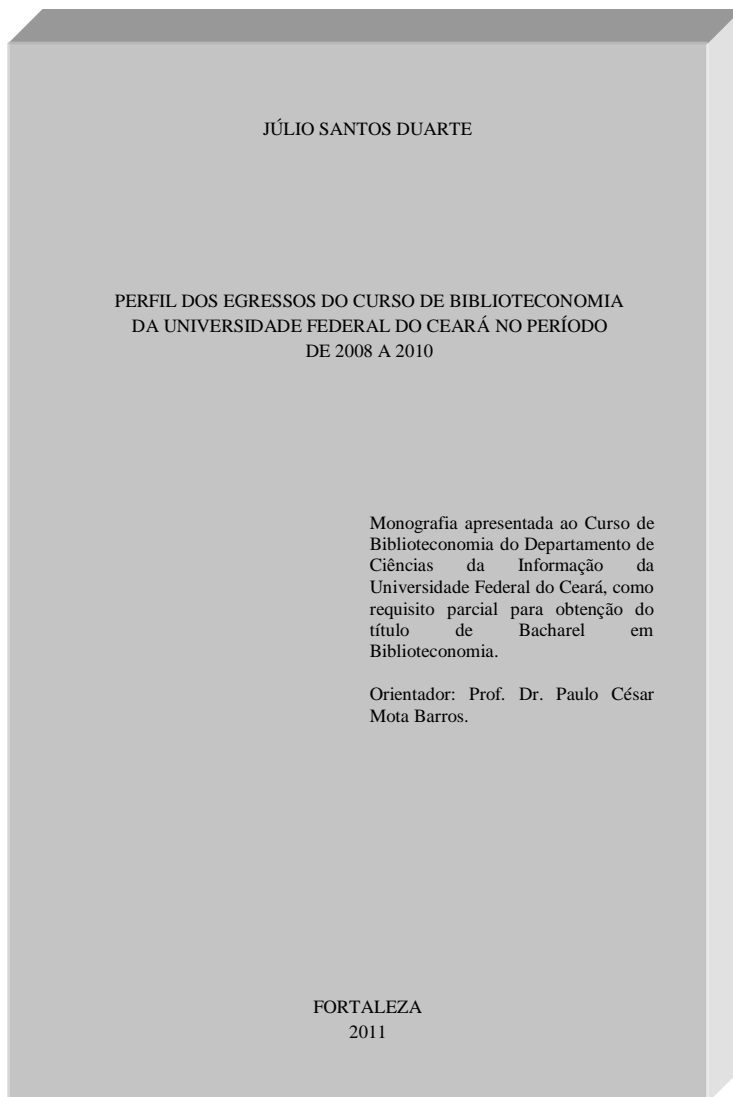 JÚLIO SANTOS DUARTE
PERFIL DOS EGRESSOS DO CURSO DE BIBLIOTECONOMIA
DA UNIVERSIDADE FEDERAL DO CEARÁ NO PERÍODO
DE 2008 A 2010
Monografia apresentada ao Curso de
Biblioteconomia do Departamento de
Ciências da Informação da
Universidade Federal do Ceará, como
requisito parcial para obtenção do
título de Bacharel em
Biblioteconomia.
Orientador: Prof. Dr. Paulo César
Mota Barros.
FORTALEZA
2011